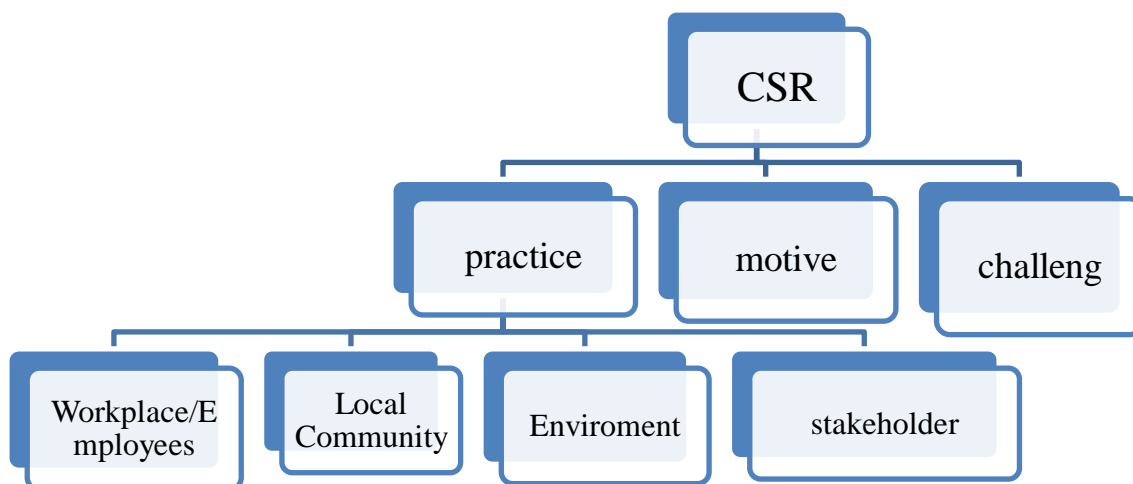 CSR
practice
motive
challeng
Workplace/E
mployees
Local
Community
Enviroment
stakeholder